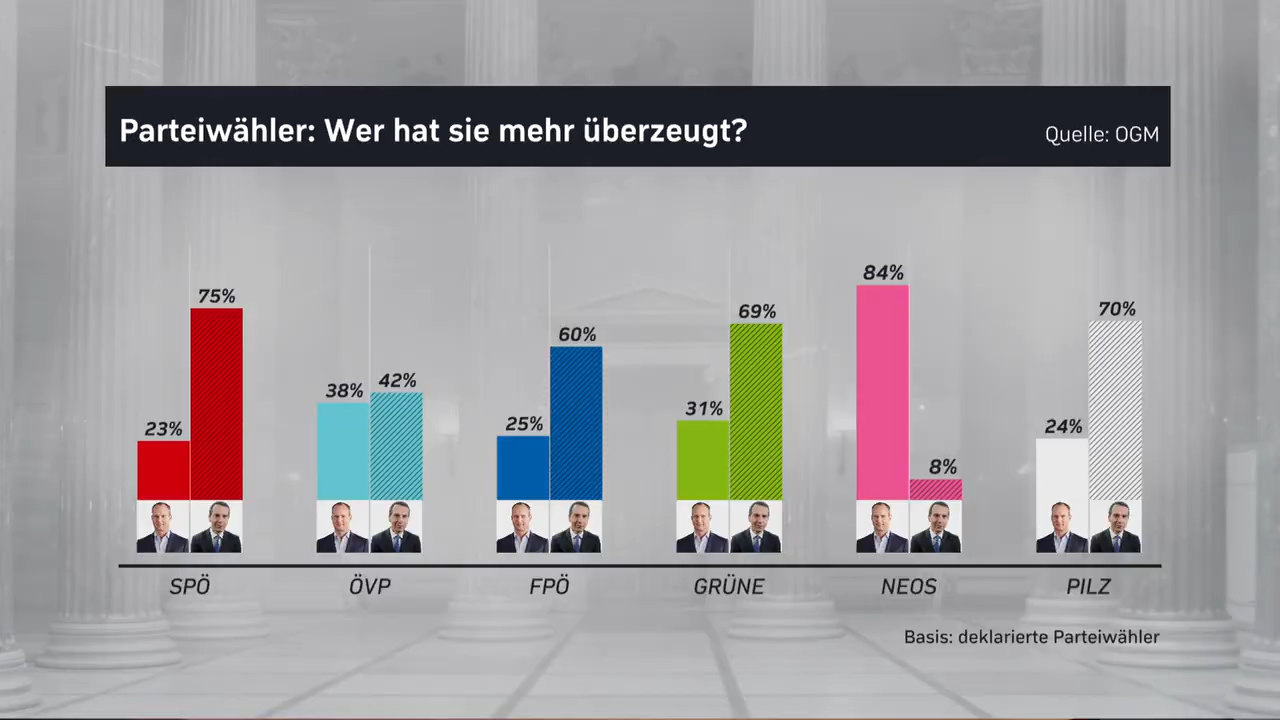 Parteiwähler: Wer hat sie mehr überzeugt?
Quelle: OGM
23% 75%
38% 42%
25% 60%
31% 69%
84% 8%
24% 70%
SPÖ ÖVP FPÖ GRÜNE NEOS PILZ
Basis: deklarierte Parteiwähler